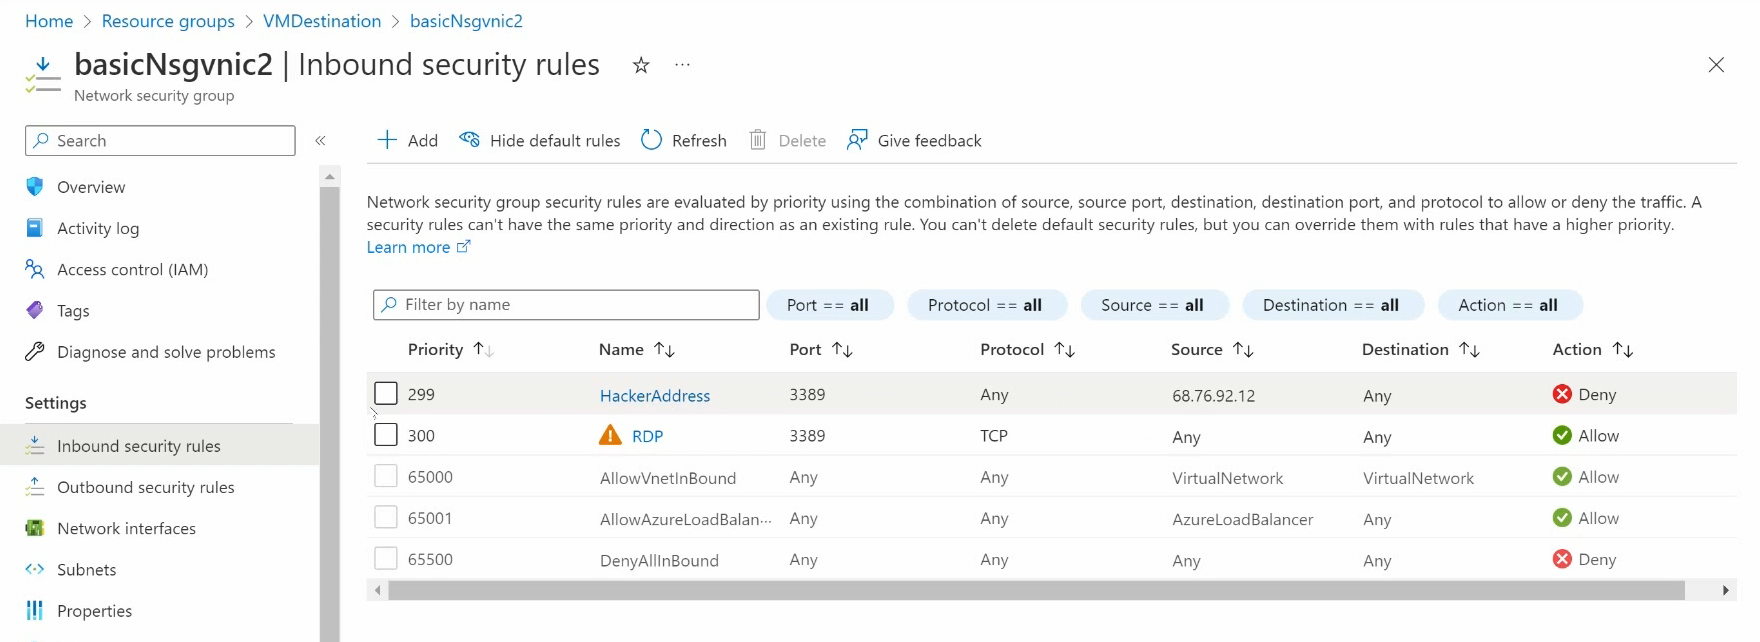 Home > Resource groups > VMDestination > basicNsgvnic2
basicNsgvnic2 | Inbound security rules ☆ ...
Network security group
Search «
Add Hide default rules Refresh Delete Give feedback
Overview
Activity log
Access control (IAM)
Tags
Diagnose and solve problems
Settings
Inbound security rules
Outbound security rules
Network interfaces
Subnets
Properties
Network security group security rules are evaluated by priority using the combination of source, source port, destination, destination port, and protocol to allow or deny the traffic. A
security rules can't have the same priority and direction as an existing rule. You can't delete default security rules, but you can override them with rules that have a higher priority.
Learn more
Filter by name Port == all Protocol == all Source == all Destination == all Action == all
Priority ↑↓ Name ↑↓ Port ↑↓ Protocol ↑↓ Source ↑↓ Destination ↑↓ Action ↑↓
299 HackerAddress 3389 Any 68.76.92.12 Any Deny
300 RDP 3389 TCP Any Any Allow
65000 AllowVnetInBound Any Any VirtualNetwork VirtualNetwork Allow
65001 AllowAzureLoadBalan... Any Any AzureLoadBalancer Any Allow
65500 DenyAllInBound Any Any Any Any Deny